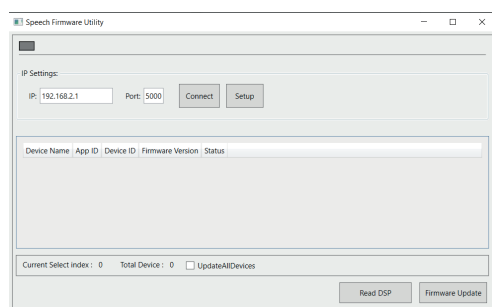 Speech Firmware Utility
IP Settings:
IP: 192.168.2.1 Port: 5000 Connect Setup
Device Name App ID Device ID Firmware Version Status
Current Select index : 0 Total Device : 0 UpdateAllDevices
Read DSP Firmware Update